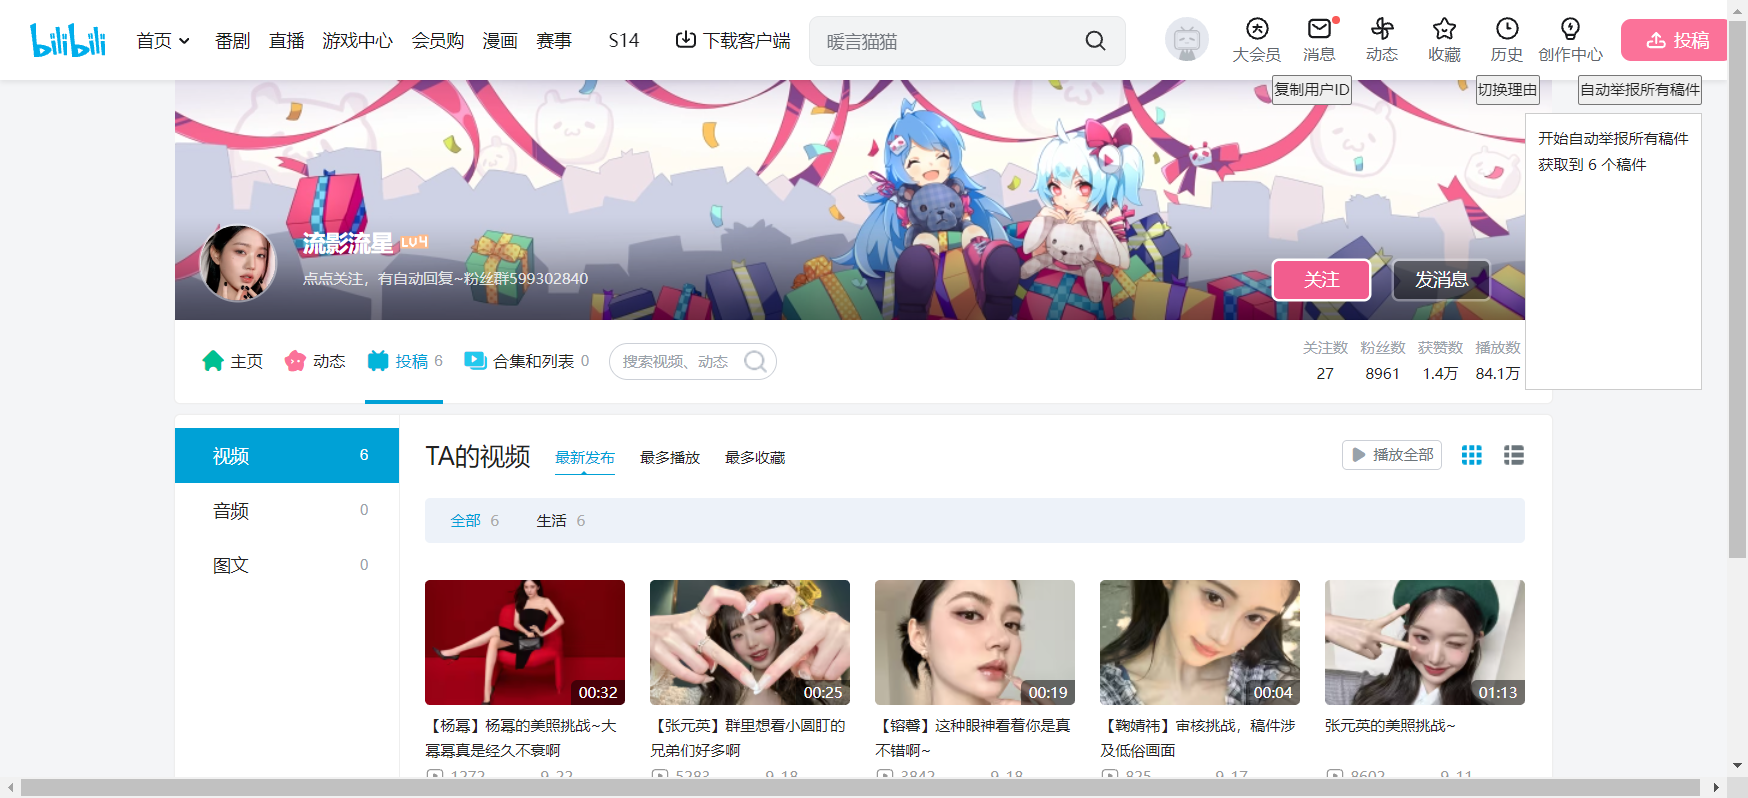 bilibili 首页 番剧 直播 游戏中心 会员购 漫画 赛事 S14 下载客户端 暖言猫猫 大会员 消息 动态 收藏 历史 创作中心 投稿
复制用户ID 切换理由 自动举报所有稿件
开始自动举报所有稿件
获取到 6 个稿件
流影流星 LV4
点点关注，有自动回复~粉丝群599302840
关注 发消息
主页 动态 投稿 6 合集和列表 0 搜索视频、动态
关注数 粉丝数 获赞数 播放数
27 8961 1.4万 84.1万
视频 6
音频 0
图文 0
TA的视频 最新发布 最多播放 最多收藏 播放全部
全部 6 生活 6
00:32 00:25 00:19 00:04 01:13
【杨幂】杨幂的美照挑战~大
幂幂真是经久不衰啊
【张元英】群里想看小圆盯的
兄弟们好多啊
【镕磬】这种眼神看着你是真
不错啊~
【鞠婧祎】审核挑战，稿件涉
及低俗画面
张元英的美照挑战~
1272 9-22 5283 9-18 3842 9-18 825 9-17 8602 9-11